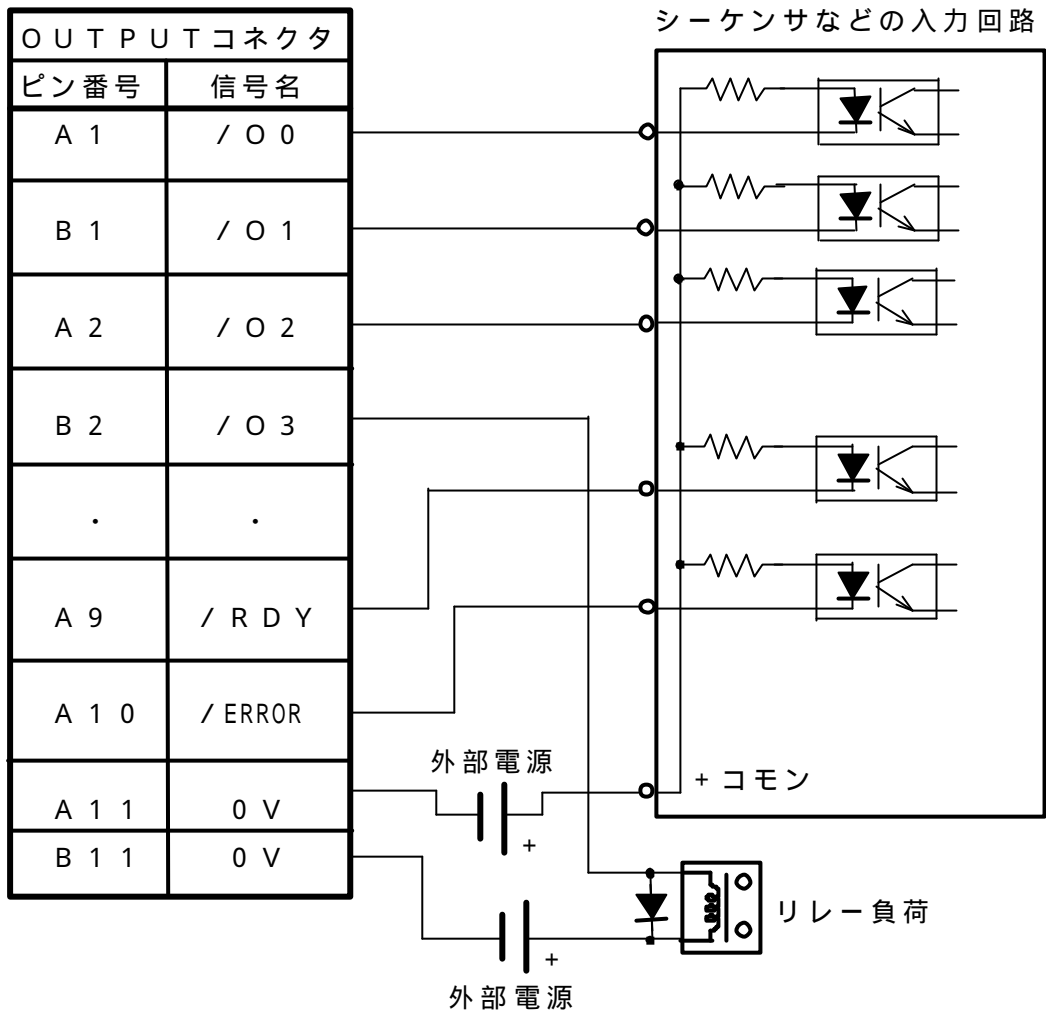 OUTPUTコネクタ
ピン番号 信号名
A1 /O0
B1 /O1
A2 /O2
B2 /O3
. .
A9 /RDY
A10 /ERROR
A11 0V
B11 0V
シーケンサなどの入力回路
+コモン
外部電源
+
リレー負荷
+
外部電源